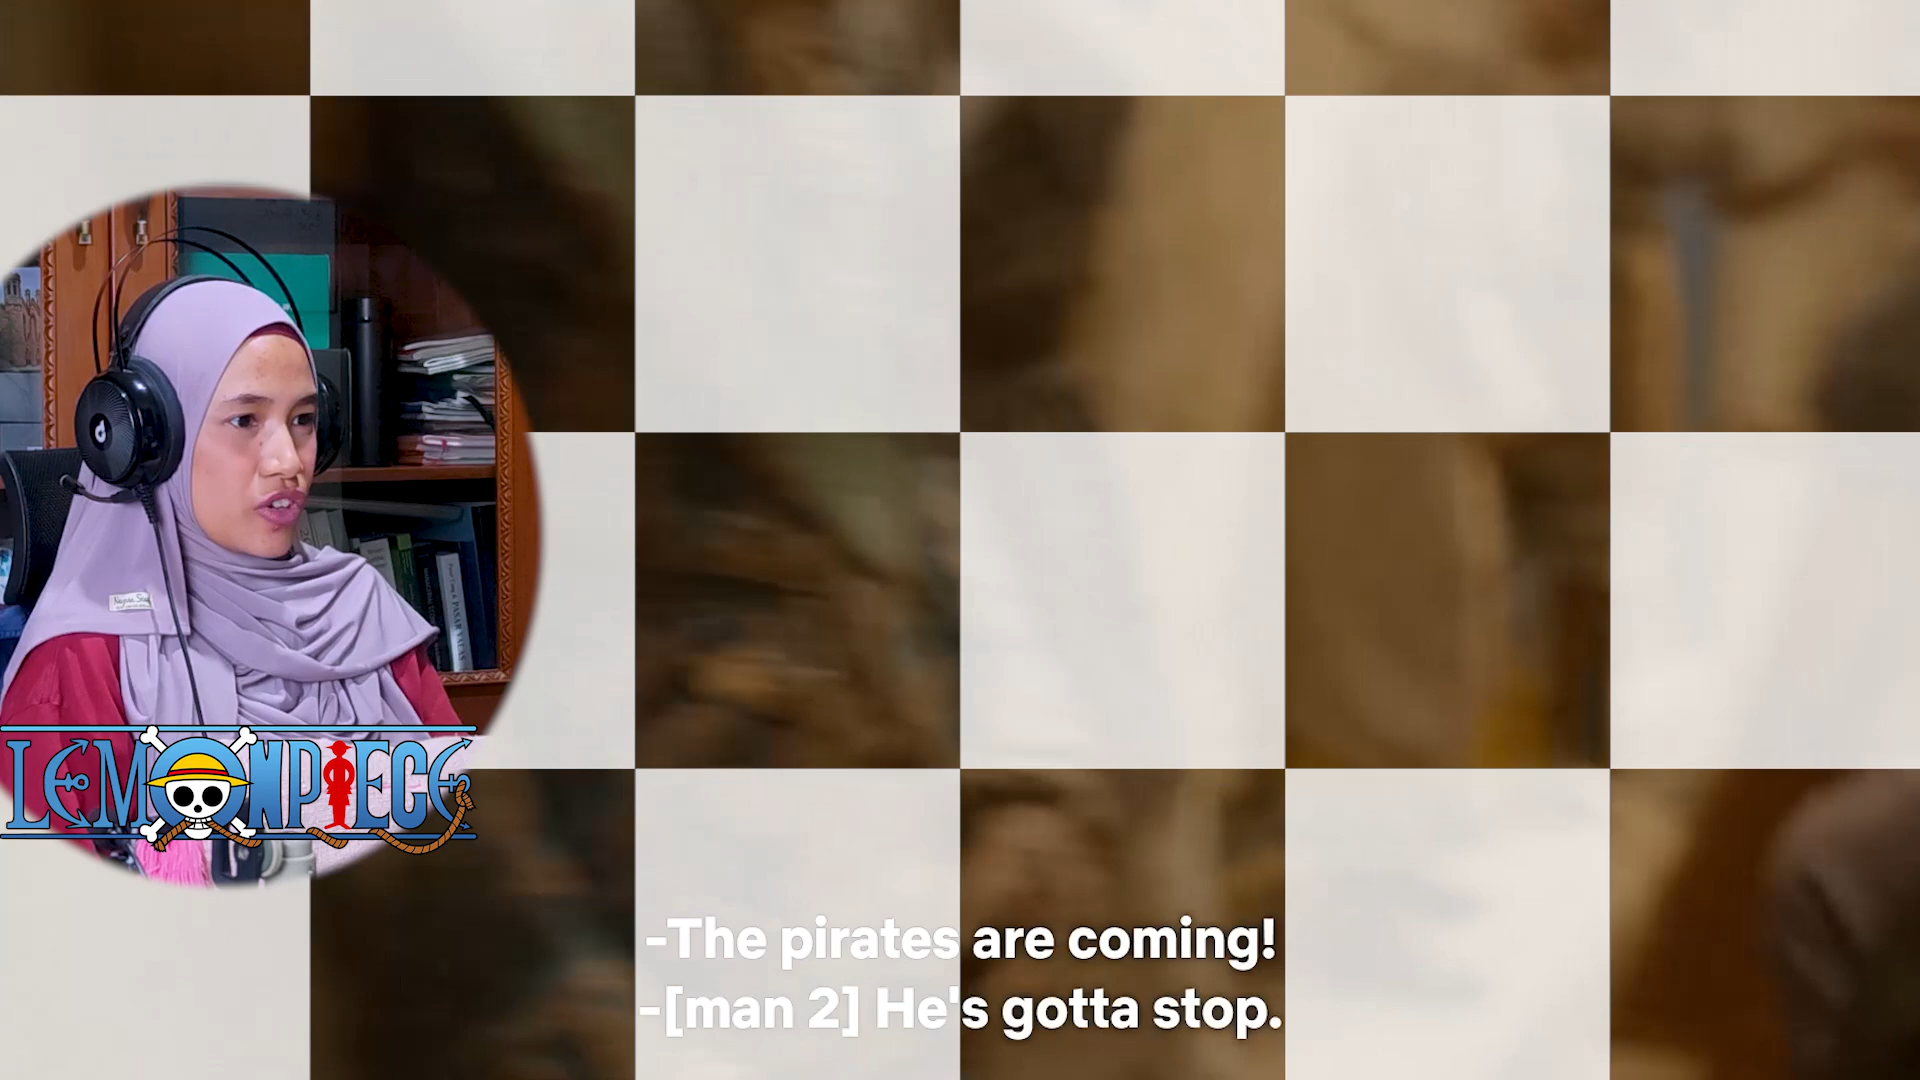 LEMONPIECE
-The pirates are coming!
-[man 2] He's gotta stop.